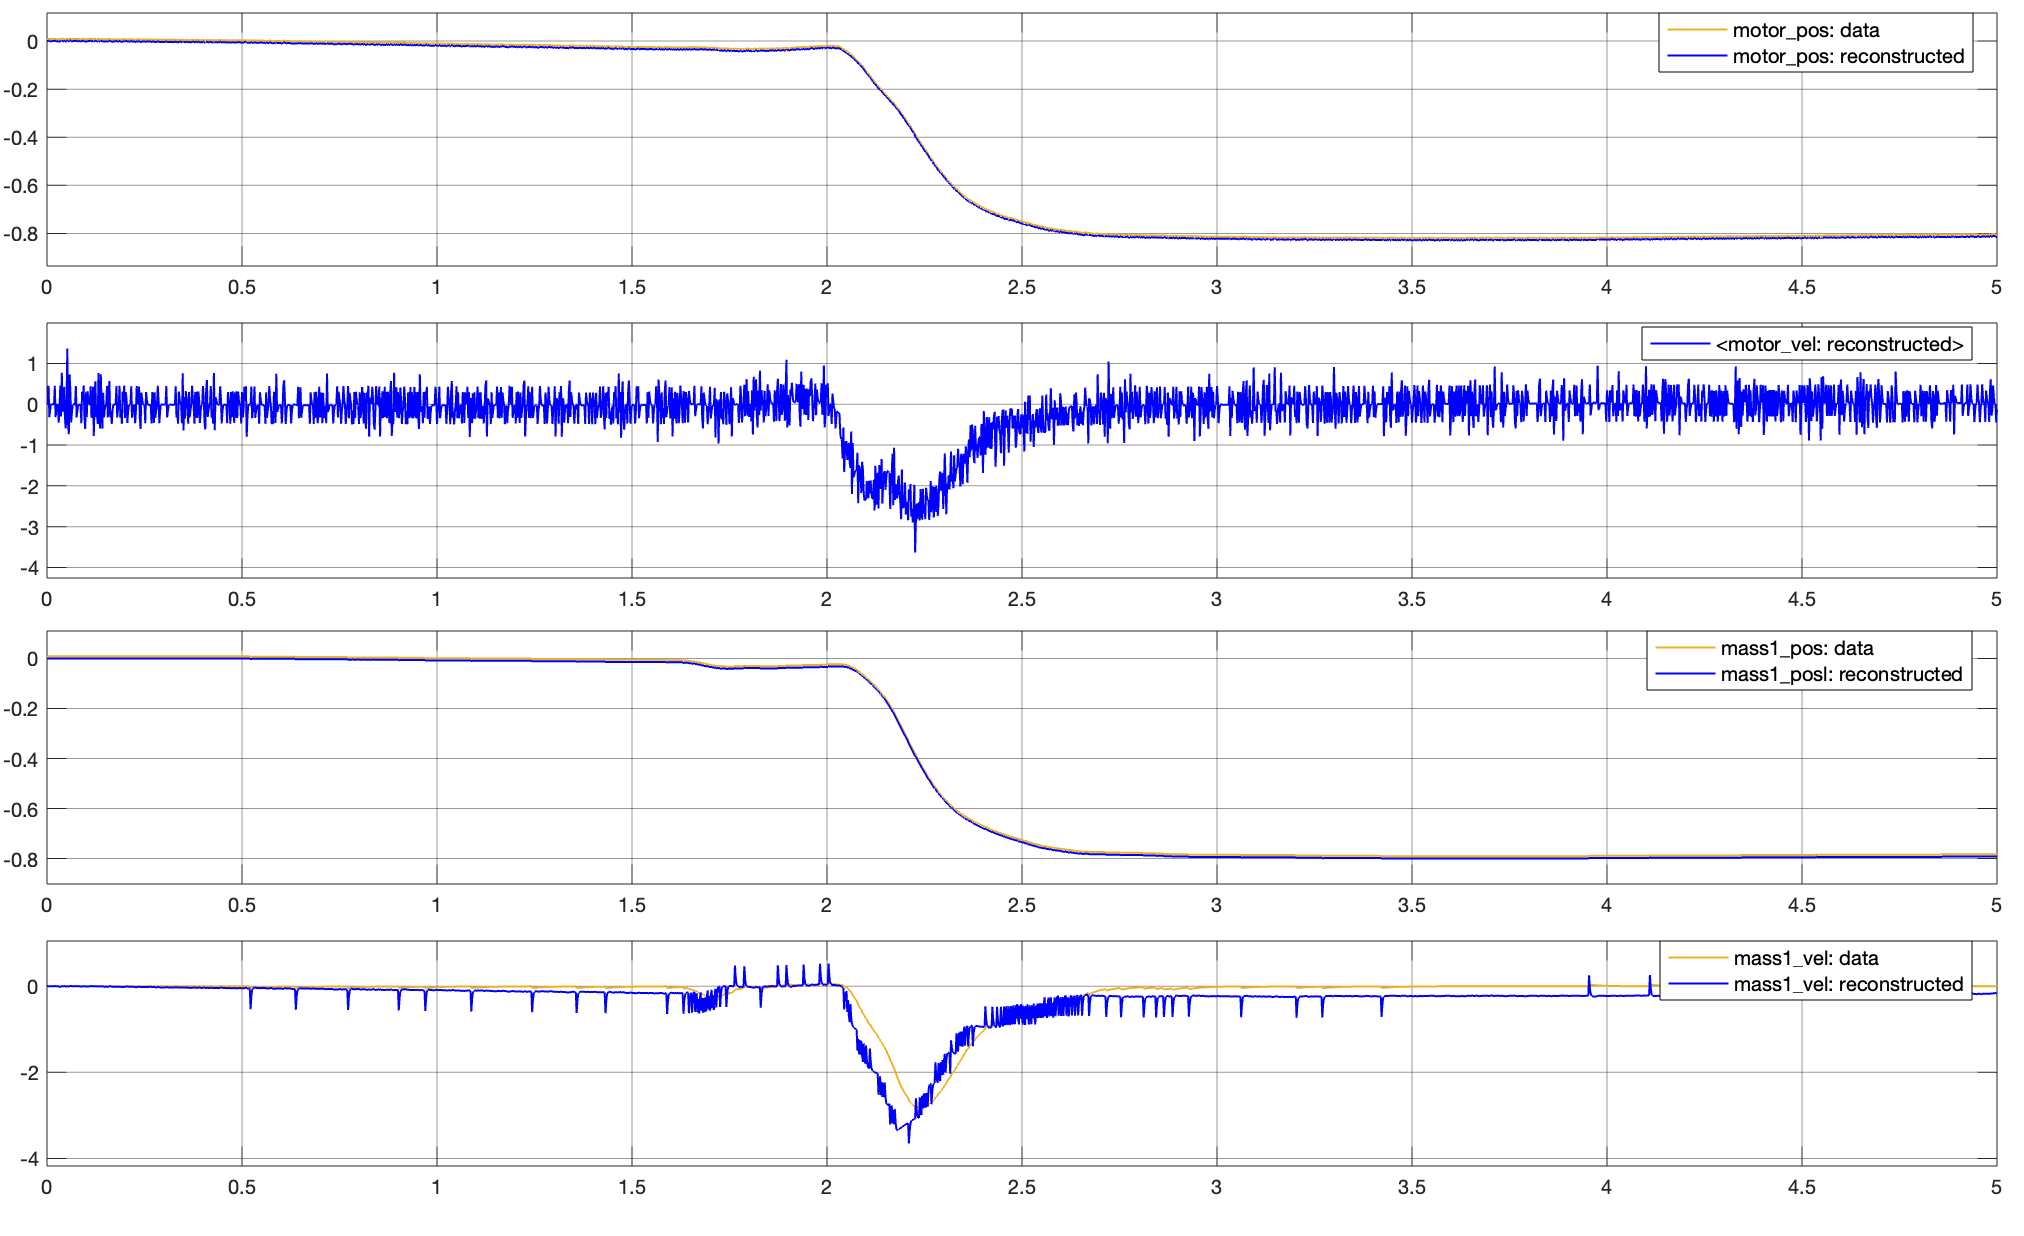 motor_pos: data
motor_pos: reconstructed
0
-0.2
-0.4
-0.6
-0.8
0 0.5 1 1.5 2 2.5 3 3.5 4 4.5 5
<motor_vel: reconstructed>
1
0
-1
-2
-3
-4
0 0.5 1 1.5 2 2.5 3 3.5 4 4.5 5
mass1_pos: data
mass1_posl: reconstructed
0
-0.2
-0.4
-0.6
-0.8
0 0.5 1 1.5 2 2.5 3 3.5 4 4.5 5
mass1_vel: data
mass1_vel: reconstructed
0
-2
-4
0 0.5 1 1.5 2 2.5 3 3.5 4 4.5 5